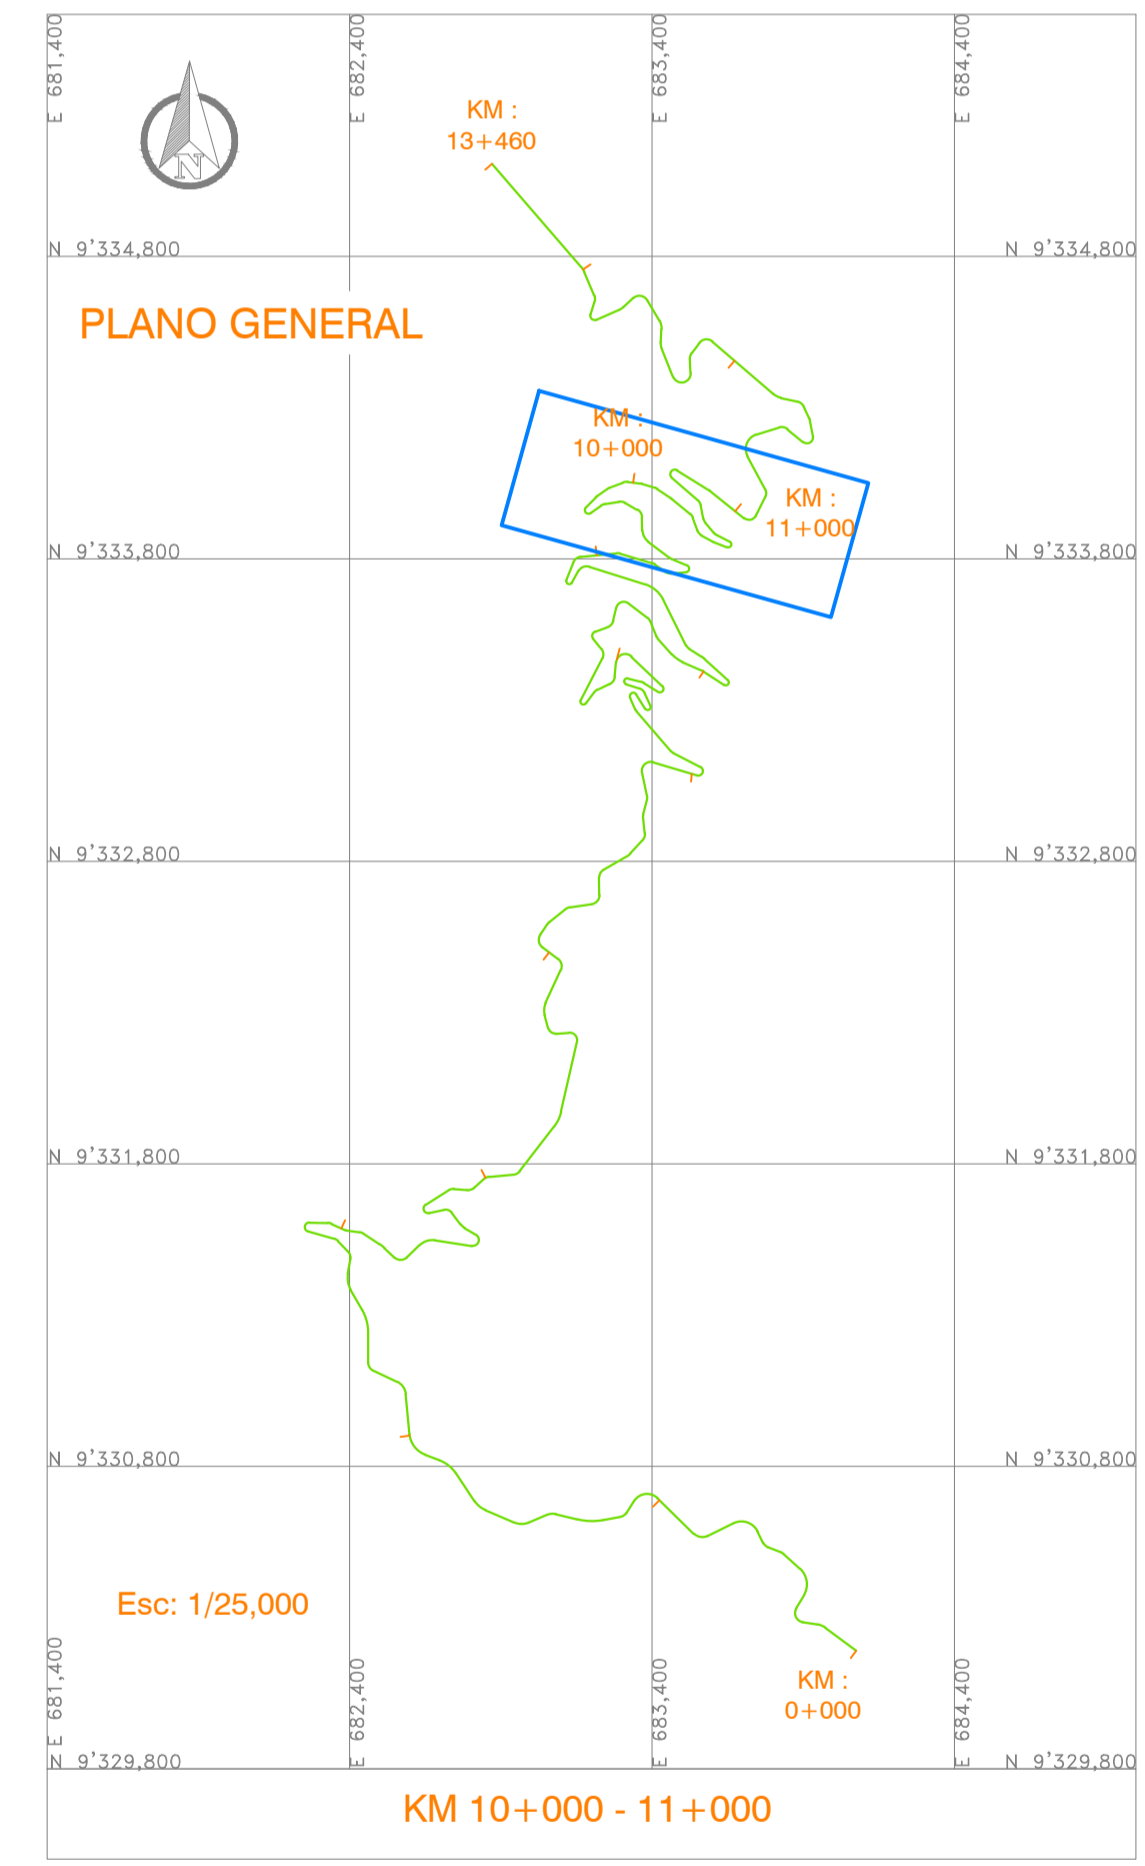 E 681,400
E 682,400
E 683,400
E 684,400
KM :
13+460
N
N 9'334,800
N 9'334,800
PLANO GENERAL
KM :
10+000
KM :
11+000
N 9'333,800
N 9'333,800
N 9'332,800
N 9'332,800
N 9'331,800
N 9'331,800
N 9'330,800
N 9'330,800
Esc: 1/25,000
KM :
0+000
E 681,400
E 682,400
E 683,400
E 684,400
N 9'329,800
N 9'329,800
KM 10+000 - 11+000